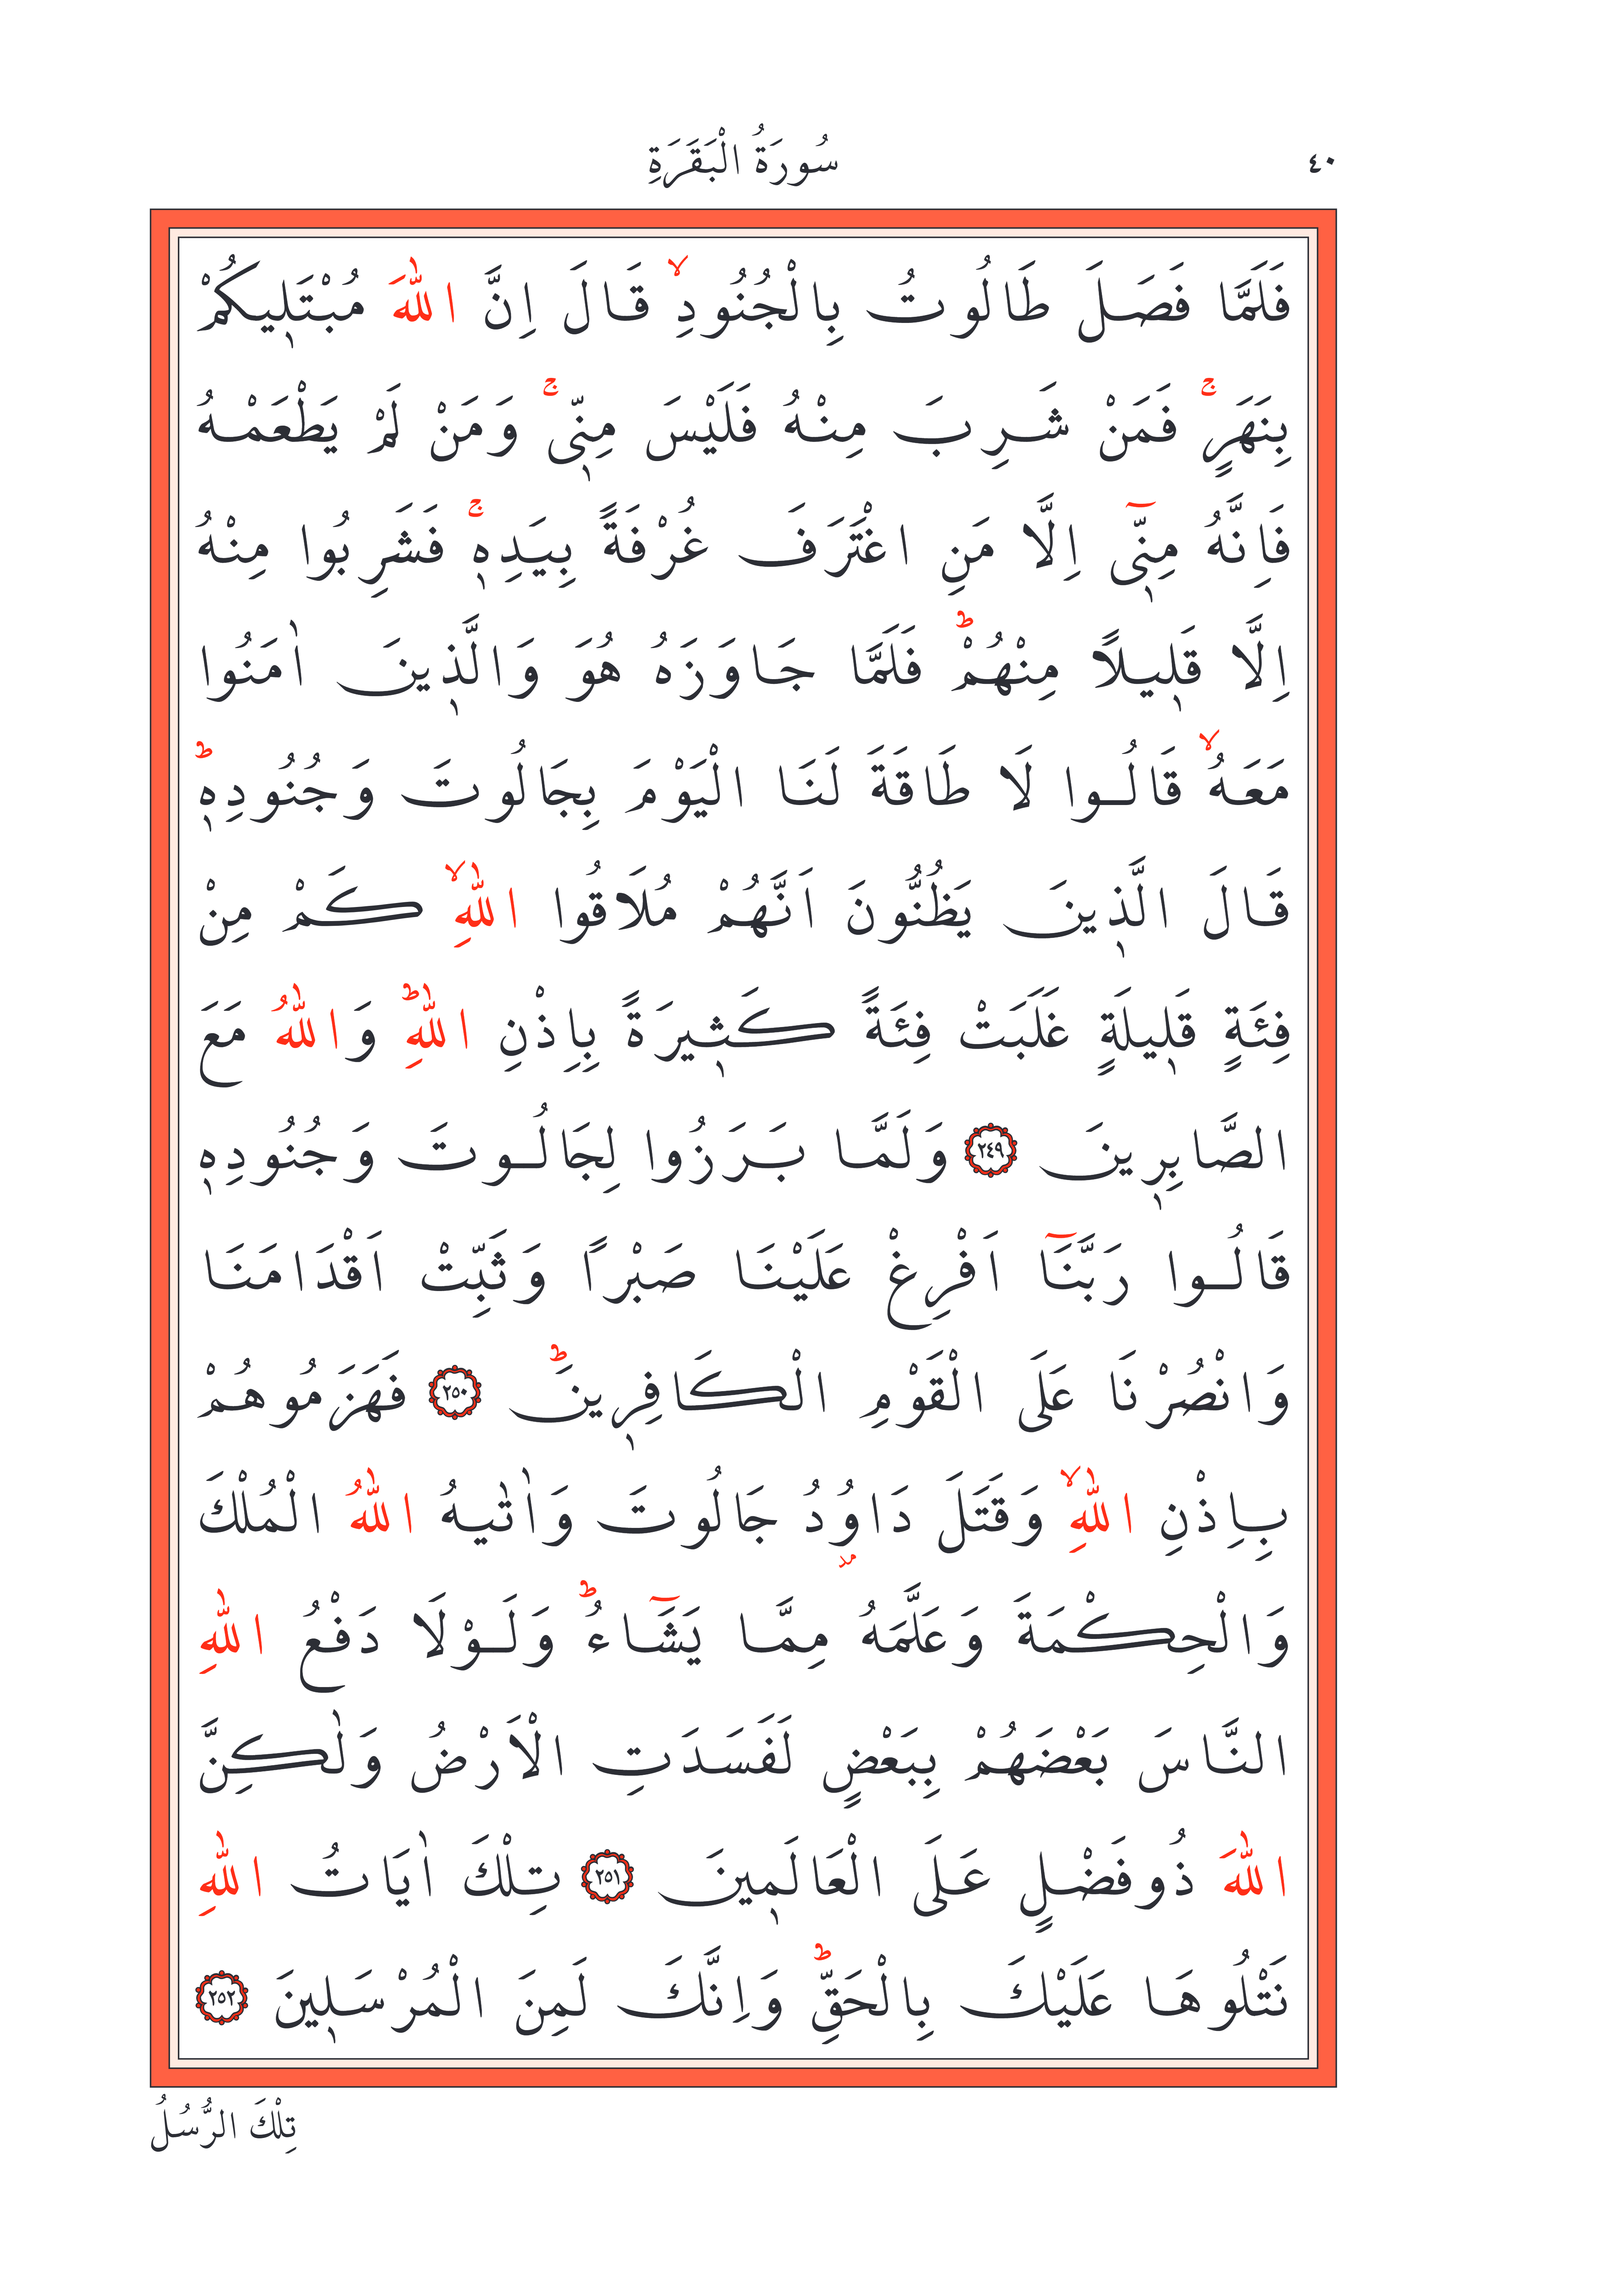 ٤٠
سُورَةُ الْبَقَرَةِ
فَلَمَّا فَصَلَ طَالُوتُ بِالْجُنُودِۙ قَالَ اِنَّ اللّٰهَ مُبْتَل۪يكُمْ
بِنَهَرٍۚ فَمَنْ شَرِبَ مِنْهُ فَلَيْسَ مِنّ۪يۚ وَمَنْ لَمْ يَطْعَمْهُ
فَاِنَّهُ مِنّ۪ٓي اِلَّا مَنِ اغْتَرَفَ غُرْفَةً بِيَدِه۪ۚ فَشَرِبُوا مِنْهُ
اِلَّا قَل۪يلاً مِنْهُمْۜ فَلَمَّا جَاوَزَهُ هُوَ وَالَّذ۪ينَ اٰمَنُوا
مَعَهُۙ قَالُوا لَا طَاقَةَ لَنَا الْيَوْمَ بِجَالُوتَ وَجُنُودِه۪ۜ
قَالَ الَّذ۪ينَ يَظُنُّونَ اَنَّهُمْ مُلَاقُوا اللّٰهِۙ كَمْ مِنْ
فِئَةٍ قَل۪يلَةٍ غَلَبَتْ فِئَةً كَث۪يرَةً بِاِذْنِ اللّٰهِۜ وَاللّٰهُ مَعَ
الصَّابِر۪ينَ ﴿٢٤٩﴾ وَلَمَّا بَرَزُوا لِجَالُوتَ وَجُنُودِه۪
قَالُوا رَبَّنَٓا اَفْرِغْ عَلَيْنَا صَبْراً وَثَبِّتْ اَقْدَامَنَا
وَانْصُرْنَا عَلَى الْقَوْمِ الْكَافِر۪ينَۜ ﴿٢٥٠﴾ فَهَزَمُوهُمْ
بِاِذْنِ اللّٰهِۙ وَقَتَلَ دَاوُ۫دُ جَالُوتَ وَاٰتٰيهُ اللّٰهُ الْمُلْكَ
وَالْحِكْمَةَ وَعَلَّمَهُ مِمَّا يَشَٓاءُۜ وَلَوْلَا دَفْعُ اللّٰهِ
النَّاسَ بَعْضَهُمْ بِبَعْضٍ لَفَسَدَتِ الْاَرْضُ وَلٰكِنَّ
اللّٰهَ ذُوفَضْلٍ عَلَى الْعَالَم۪ينَ ﴿٢٥١﴾ تِلْكَ اٰيَاتُ اللّٰهِ
نَتْلُوهَا عَلَيْكَ بِالْحَقِّۜ وَاِنَّكَ لَمِنَ الْمُرْسَل۪ينَ ﴿٢٥٢﴾
تِلْكَ الرُّسُلُ